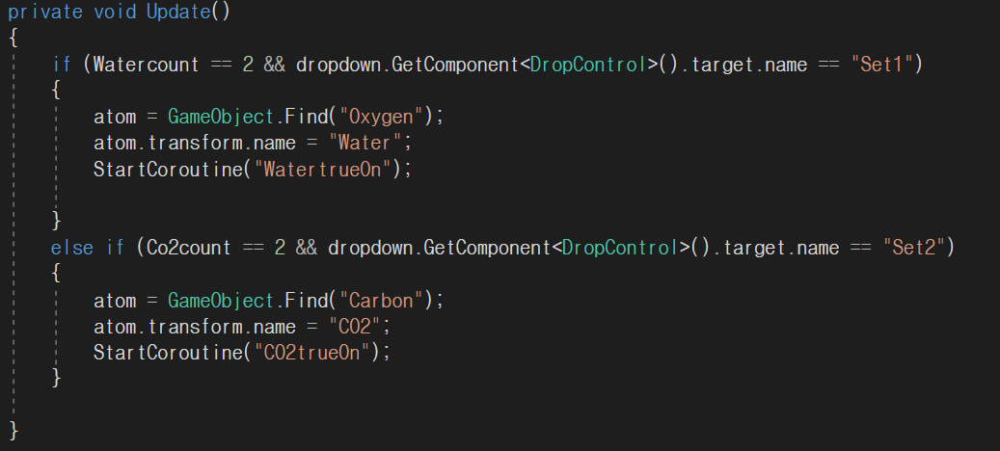 private void Update()
{
if (Watercount == 2 && dropdown.GetComponent<DropControl>().target.name == "Set1")
{
atom = GameObject.Find("Oxygen");
atom.transform.name = "Water";
StartCoroutine("WatertrueOn");
}
else if (Co2count == 2 && dropdown.GetComponent<DropControl>().target.name == "Set2")
{
atom = GameObject.Find("Carbon");
atom.transform.name = "CO2";
StartCoroutine("CO2trueOn");
}
}